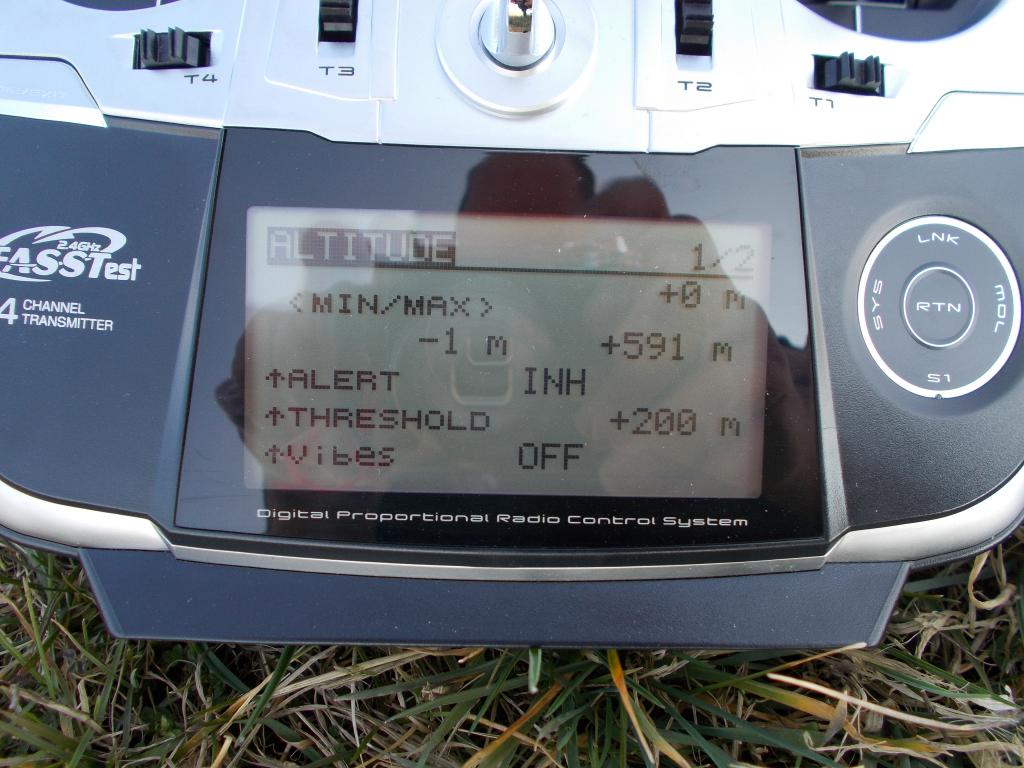 T4
T3
T2
T1
2.4GHz
FASSTest
4 CHANNEL
TRANSMITTER
ALTITUDE 1/2
<MIN/MAX> +0 m
-1 m +591 m
↑ALERT INH
↑THRESHOLD +200 m
↑Vibes OFF
Digital Proportional Radio Control System
LNK
SYS
RTN
MDL
S1